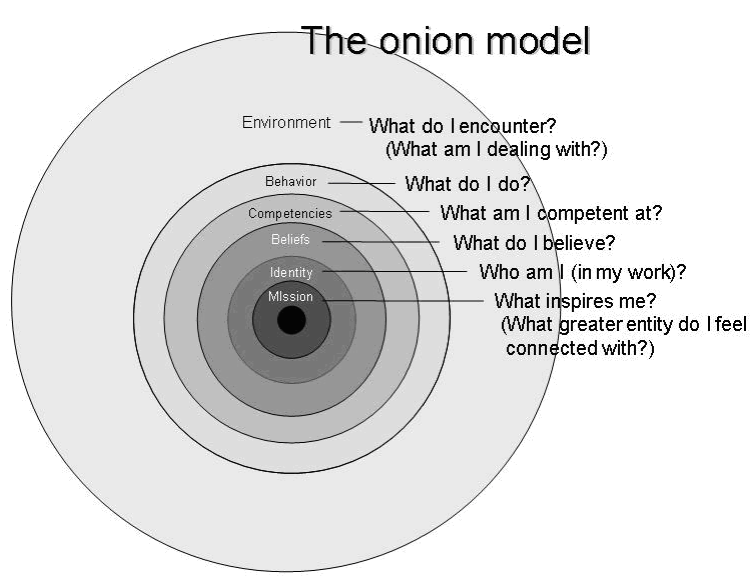 The onion model
Environment What do I encounter?
(What am I dealing with?)
Behavior What do I do?
Competencies What am I competent at?
Beliefs What do I believe?
Identity Who am I (in my work)?
MIssion What inspires me?
(What greater entity do I feel
connected with?)